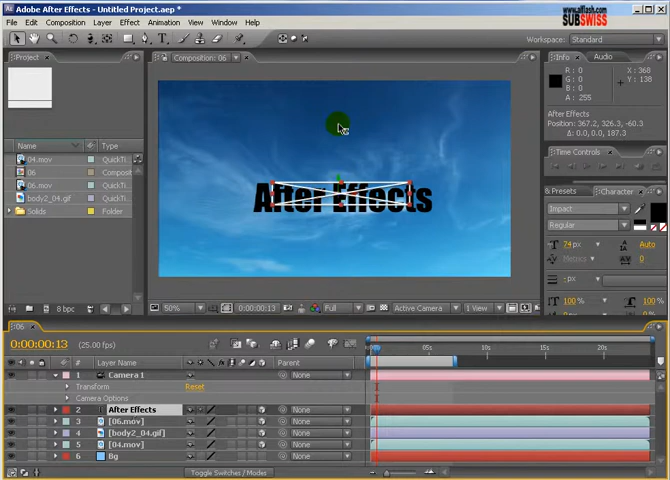 Adobe After Effects - Untitled Project.aep *
www.alflash.com
SUBSWISS
File Edit Composition Layer Effect Animation View Window Help
Workspace: Standard
Project
Composition: 06
Info Audio
R: 0
G: 0
B: 0
A: 255
X: 368
Y: 138
After Effects
Position: 367.2, 326.3, -60.3
Δ: 0.0, 0.0, 187.3
Time Controls
& Presets Character
Impact
Regular
74 px
Auto
Metrics
0
- px
100 %
100 %
Name Type
04.mov QuickTi
06 Compos
06.mov QuickTi
body2_04.gif QuickTi
Solids Folder
After Effects
8 bpc
50%
0:00:00:13
Full
Active Camera
1 View
06
0:00:00:13
(25.00 fps)
# Layer Name Parent
05s 10s 15s 20s
1 Camera 1 None
Transform Reset
Camera Options
2 After Effects None
3 [06.mov] None
4 [body2_04.gif] None
5 [04.mov] None
6 Bg None
Toggle Switches / Modes